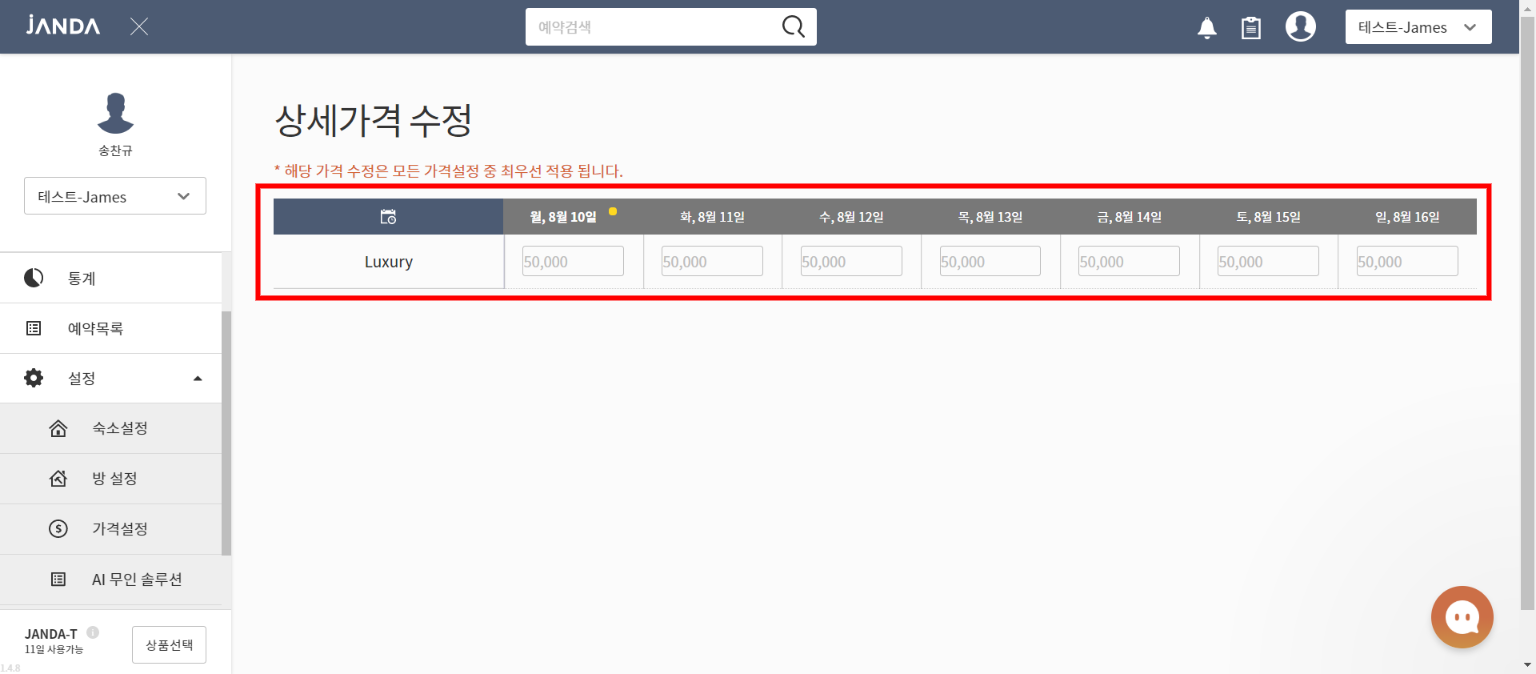 JANDA
예약검색
테스트-James
송찬규
테스트-James
통계
예약목록
설정
숙소설정
방 설정
가격설정
AI 무인 솔루션
JANDA-T
11일 사용가능
상품선택
1.4.8
상세가격 수정
* 해당 가격 수정은 모든 가격설정 중 최우선 적용 됩니다.
월, 8월 10일 화, 8월 11일 수, 8월 12일 목, 8월 13일 금, 8월 14일 토, 8월 15일 일, 8월 16일
Luxury 50,000 50,000 50,000 50,000 50,000 50,000 50,000